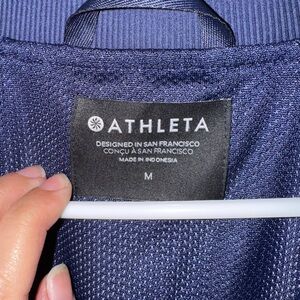 ATHLETA
DESIGNED IN SAN FRANCISCO
CONÇU À SAN FRANCISCO
MADE IN INDONESIA
M